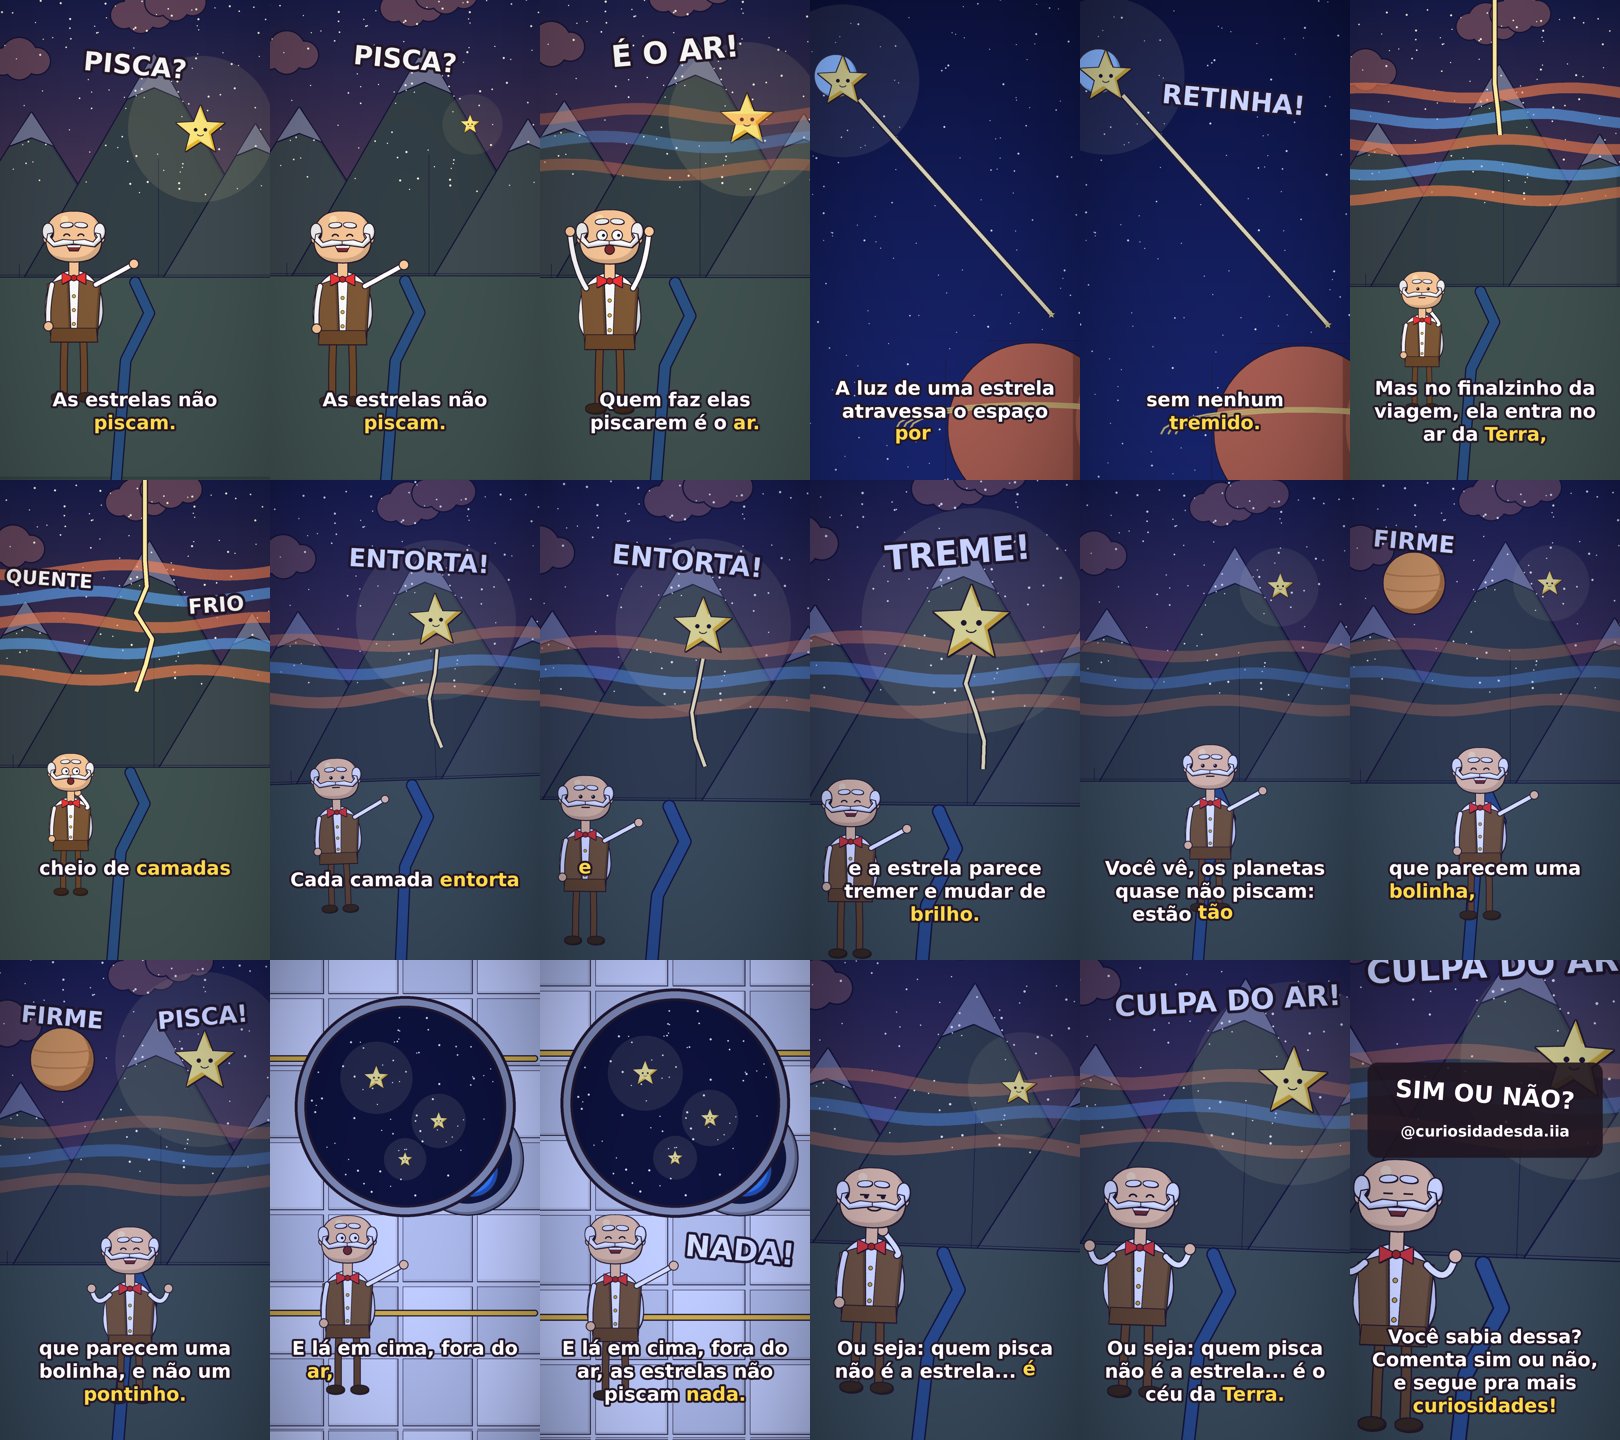 PISCA?
As estrelas não
piscam.
PISCA?
As estrelas não
piscam.
É O AR!
Quem faz elas
piscarem é o ar.
A luz de uma estrela
atravessa o espaço
por
RETINHA!
sem nenhum
tremido.
Mas no finalzinho da
viagem, ela entra no
ar da Terra,
QUENTE
FRIO
cheio de camadas
ENTORTA!
Cada camada entorta
ENTORTA!
e
TREME!
e a estrela parece
tremer e mudar de
brilho.
Você vê, os planetas
quase não piscam:
estão tão
FIRME
que parecem uma
bolinha,
FIRME
PISCA!
que parecem uma
bolinha, e não um
pontinho.
E lá em cima, fora do
ar,
NADA!
E lá em cima, fora do
ar, as estrelas não
piscam nada.
Ou seja: quem pisca
não é a estrela... é
CULPA DO AR!
Ou seja: quem pisca
não é a estrela... é o
céu da Terra.
CULPA DO AR
SIM OU NÃO?
@curiosidadesda.iia
Você sabia dessa?
Comenta sim ou não,
e segue pra mais
curiosidades!